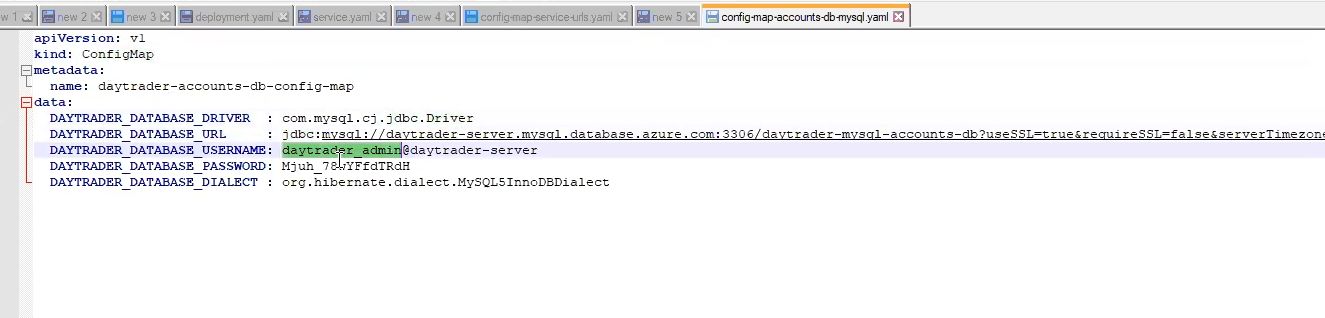 w 1 new 2 new 3 deployment.yaml service.yaml new 4 config-map-service-urls.yaml new 5 config-map-accounts-db-mysql.yaml
apiVersion: v1
kind: ConfigMap
metadata:
name: daytrader-accounts-db-config-map
data:
DAYTRADER_DATABASE_DRIVER : com.mysql.cj.jdbc.Driver
DAYTRADER_DATABASE_URL : jdbc:mysql://daytrader-server.mysql.database.azure.com:3306/daytrader-mysql-accounts-db?useSSL=true&requireSSL=false&serverTimezone
DAYTRADER_DATABASE_USERNAME: daytrader_admin@daytrader-server
DAYTRADER_DATABASE_PASSWORD: Mjuh_78wYFfdTRdH
DAYTRADER_DATABASE_DIALECT : org.hibernate.dialect.MySQL5InnoDBDialect